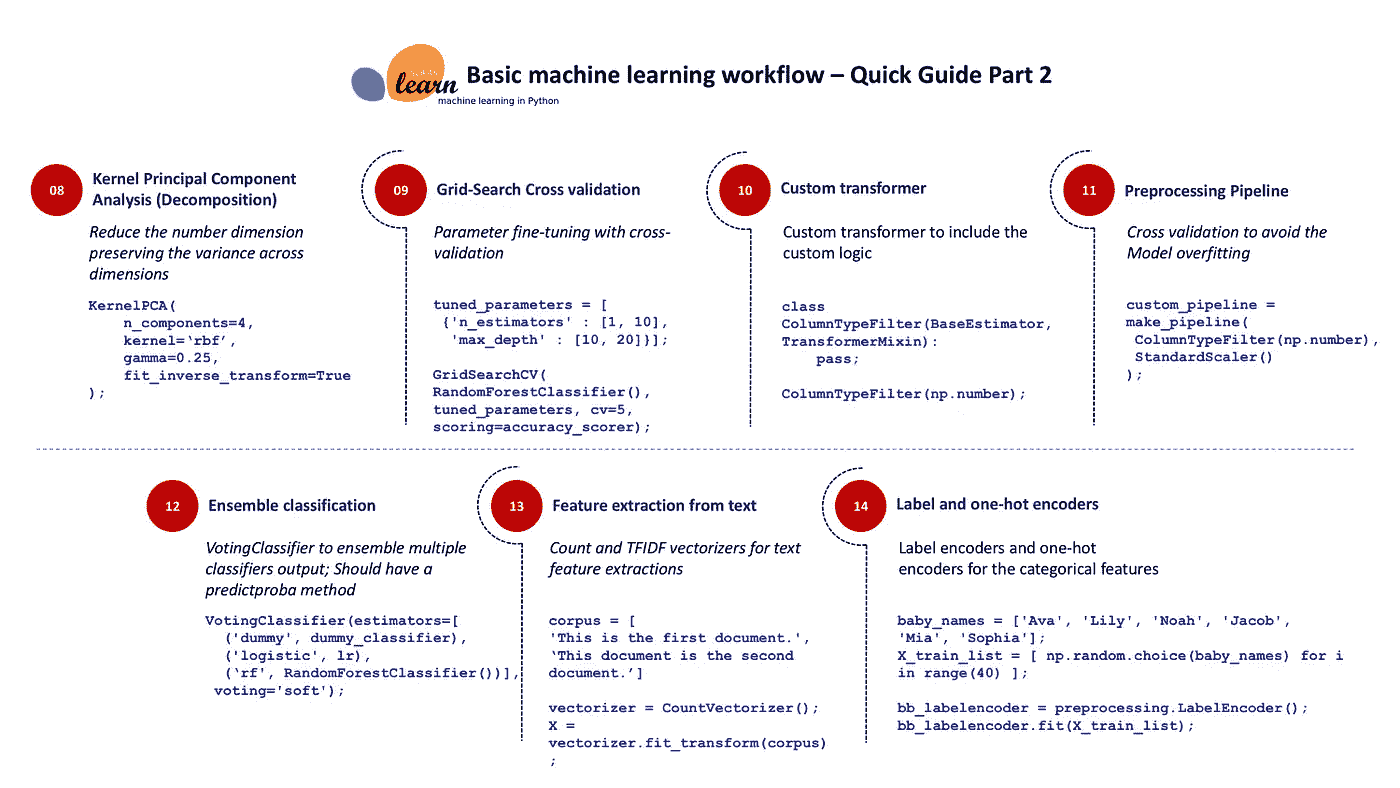 learn
machine learning in Python
Basic machine learning workflow – Quick Guide Part 2
08
Kernel Principal Component
Analysis (Decomposition)
Reduce the number dimension
preserving the variance across
dimensions
KernelPCA(
n_components=4,
kernel=‘rbf’,
gamma=0.25,
fit_inverse_transform=True
);
09
Grid-Search Cross validation
Parameter fine-tuning with cross-
validation
tuned_parameters = [
{'n_estimators' : [1, 10],
'max_depth' : [10, 20]}];
GridSearchCV(
RandomForestClassifier(),
tuned_parameters, cv=5,
scoring=accuracy_scorer);
10
Custom transformer
Custom transformer to include the
custom logic
class
ColumnTypeFilter(BaseEstimator,
TransformerMixin):
pass;
ColumnTypeFilter(np.number);
11
Preprocessing Pipeline
Cross validation to avoid the
Model overfitting
custom_pipeline =
make_pipeline(
ColumnTypeFilter(np.number),
StandardScaler()
);
12
Ensemble classification
VotingClassifier to ensemble multiple
classifiers output; Should have a
predictproba method
VotingClassifier(estimators=[
('dummy', dummy_classifier),
('logistic', lr),
(‘rf', RandomForestClassifier())],
voting='soft');
13
Feature extraction from text
Count and TFIDF vectorizers for text
feature extractions
corpus = [
'This is the first document.',
‘This document is the second
document.’]
vectorizer = CountVectorizer();
X =
vectorizer.fit_transform(corpus)
;
14
Label and one-hot encoders
Label encoders and one-hot
encoders for the categorical features
baby_names = ['Ava', 'Lily', 'Noah', 'Jacob',
'Mia', 'Sophia'];
X_train_list = [ np.random.choice(baby_names) for i
in range(40) ];
bb_labelencoder = preprocessing.LabelEncoder();
bb_labelencoder.fit(X_train_list);